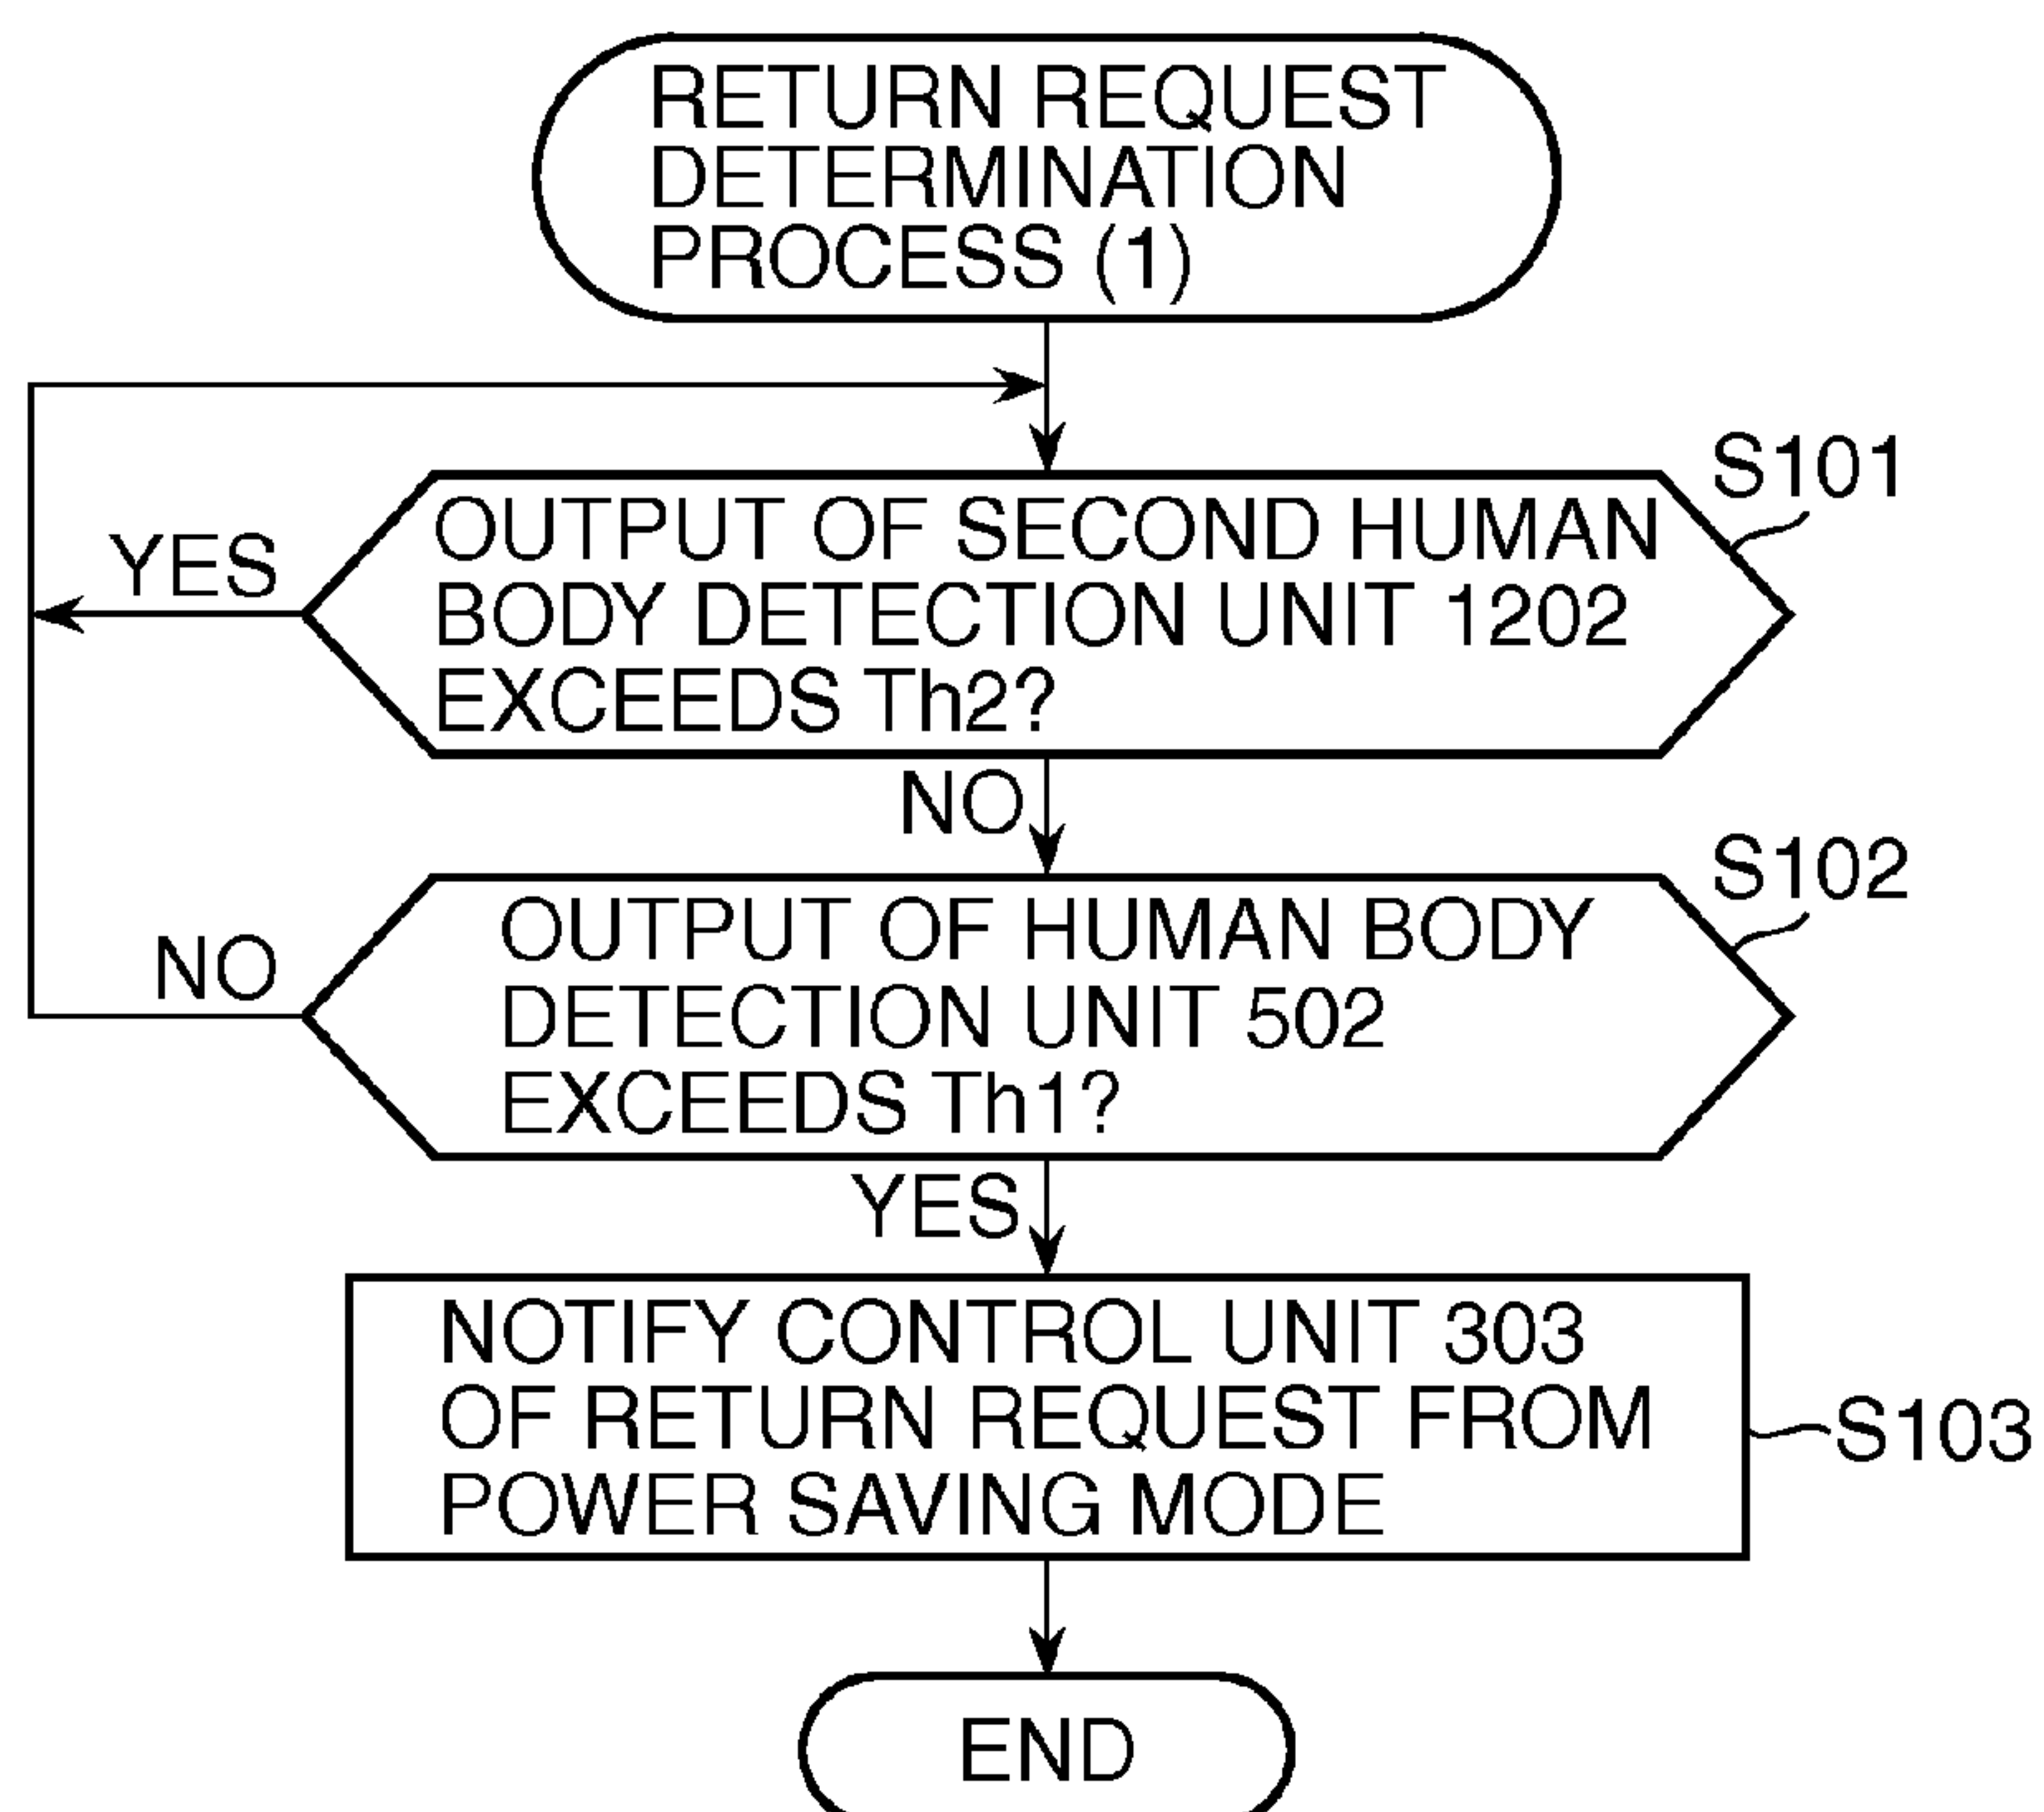 RETURN REQUEST
DETERMINATION
PROCESS (1)
S101
OUTPUT OF SECOND HUMAN
BODY DETECTION UNIT 1202
EXCEEDS Th2?
YES
NO
S102
OUTPUT OF HUMAN BODY
DETECTION UNIT 502
EXCEEDS Th1?
NO
YES
NOTIFY CONTROL UNIT 303
OF RETURN REQUEST FROM
POWER SAVING MODE
S103
END